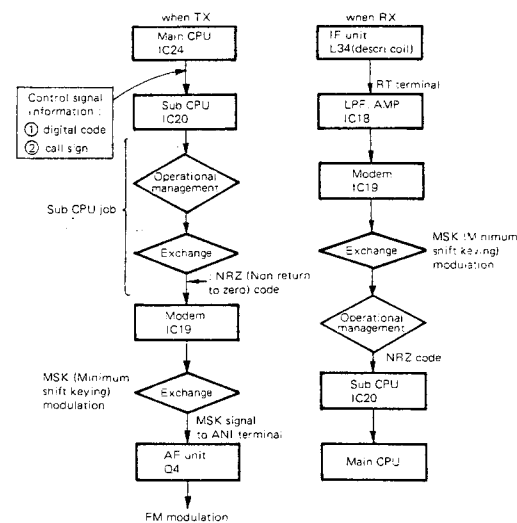 when TX
Main CPU
IC24
Control signal
information :
① digital code
② call sign
Sub CPU
IC20
Operational
management
Sub CPU job
Exchange
: NRZ (Non return
to zero) code
Modem
IC19
MSK (Minimum
shift keying)
modulation
Exchange
MSK signal
to ANI terminal
AF unit
Q4
FM modulation
when RX
IF unit
L34(descri coil)
RT terminal
LPF, AMP
IC18
Modem
IC19
MSK (Minimum
shift keying)
modulation
Exchange
Operational
management
NRZ code
Sub CPU
IC20
Main CPU